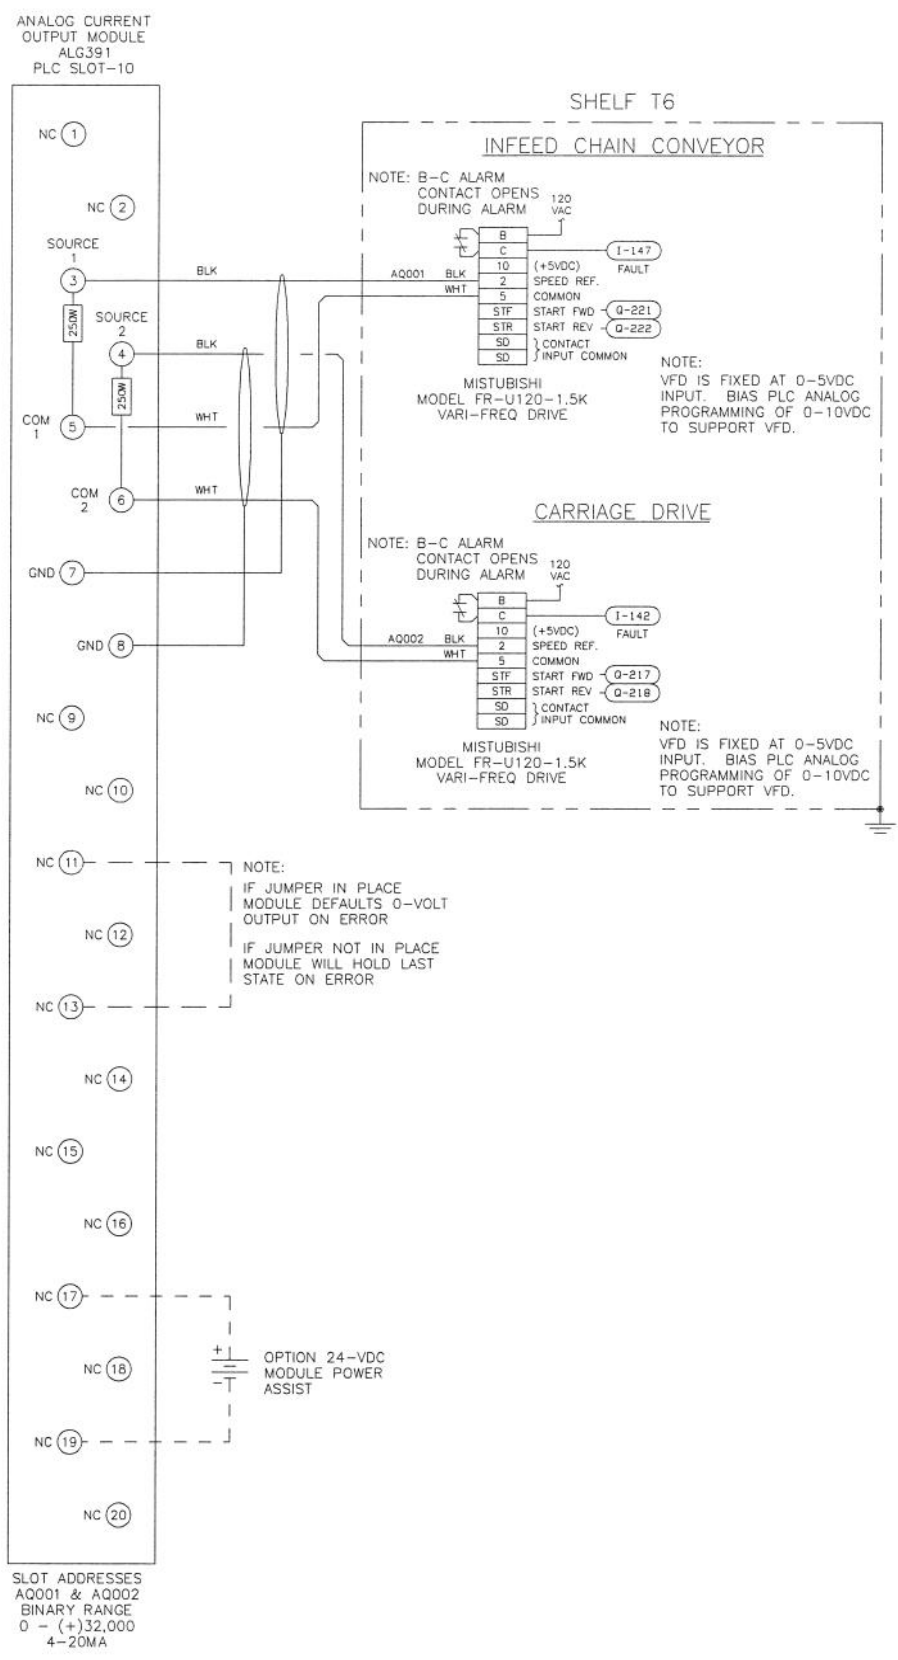 ANALOG CURRENT
OUTPUT MODULE
ALG391
PLC SLOT-10
NC 1
NC 2
SOURCE
1
3
250W
SOURCE
2
4
250W
COM
1
5
COM
2
6
GND 7
GND 8
NC 9
NC 10
NC 11
NC 12
NC 13
NC 14
NC 15
NC 16
NC 17
NC 18
NC 19
NC 20
SLOT ADDRESSES
AQ001 & AQ002
BINARY RANGE
0 - (+)32,000
4-20MA
BLK
BLK
WHT
WHT
SHELF T6
INFEED CHAIN CONVEYOR
NOTE: B-C ALARM
CONTACT OPENS
DURING ALARM
120
VAC
B
C
I-147
FAULT
10 (+5VDC)
AQ001 BLK 2 SPEED REF.
WHT 5 COMMON
STF START FWD Q-221
STR START REV Q-222
SD CONTACT
SD INPUT COMMON
MISTUBISHI
MODEL FR-U120-1.5K
VARI-FREQ DRIVE
NOTE:
VFD IS FIXED AT 0-5VDC
INPUT. BIAS PLC ANALOG
PROGRAMMING OF 0-10VDC
TO SUPPORT VFD.
CARRIAGE DRIVE
NOTE: B-C ALARM
CONTACT OPENS
DURING ALARM
120
VAC
B
C
I-142
FAULT
10 (+5VDC)
AQ002 BLK 2 SPEED REF.
WHT 5 COMMON
STF START FWD Q-217
STR START REV Q-218
SD CONTACT
SD INPUT COMMON
MISTUBISHI
MODEL FR-U120-1.5K
VARI-FREQ DRIVE
NOTE:
VFD IS FIXED AT 0-5VDC
INPUT. BIAS PLC ANALOG
PROGRAMMING OF 0-10VDC
TO SUPPORT VFD.
NOTE:
IF JUMPER IN PLACE
MODULE DEFAULTS 0-VOLT
OUTPUT ON ERROR
IF JUMPER NOT IN PLACE
MODULE WILL HOLD LAST
STATE ON ERROR
+
-
OPTION 24-VDC
MODULE POWER
ASSIST